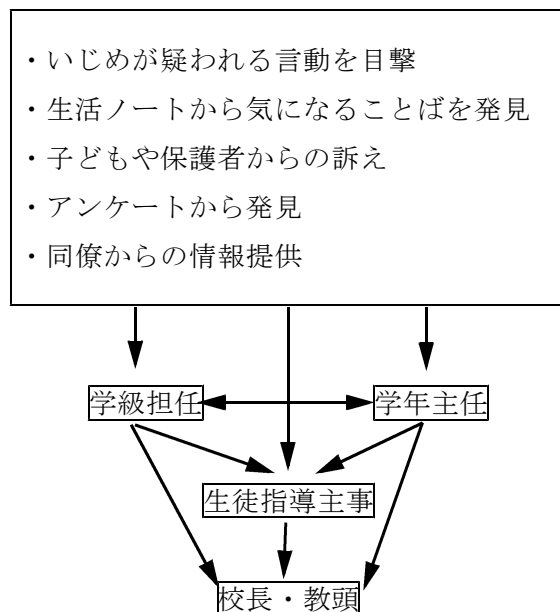 ・いじめが疑われる言動を目撃
・生活ノートから気になることばを発見
・子どもや保護者からの訴え
・アンケートから発見
・同僚からの情報提供
学級担任
学年主任
生徒指導主事
校長・教頭